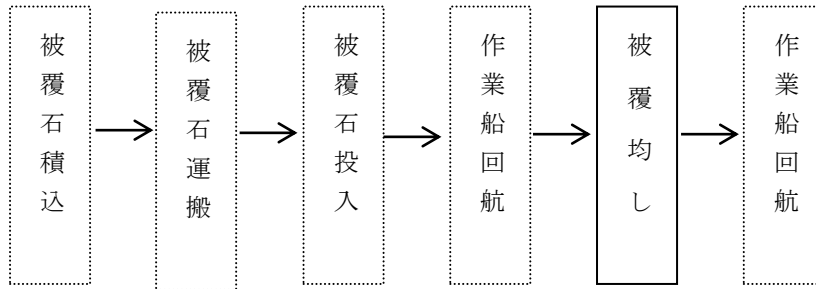 被覆石積込
被覆石運搬
被覆石投入
作業船回航
被覆均し
作業船回航